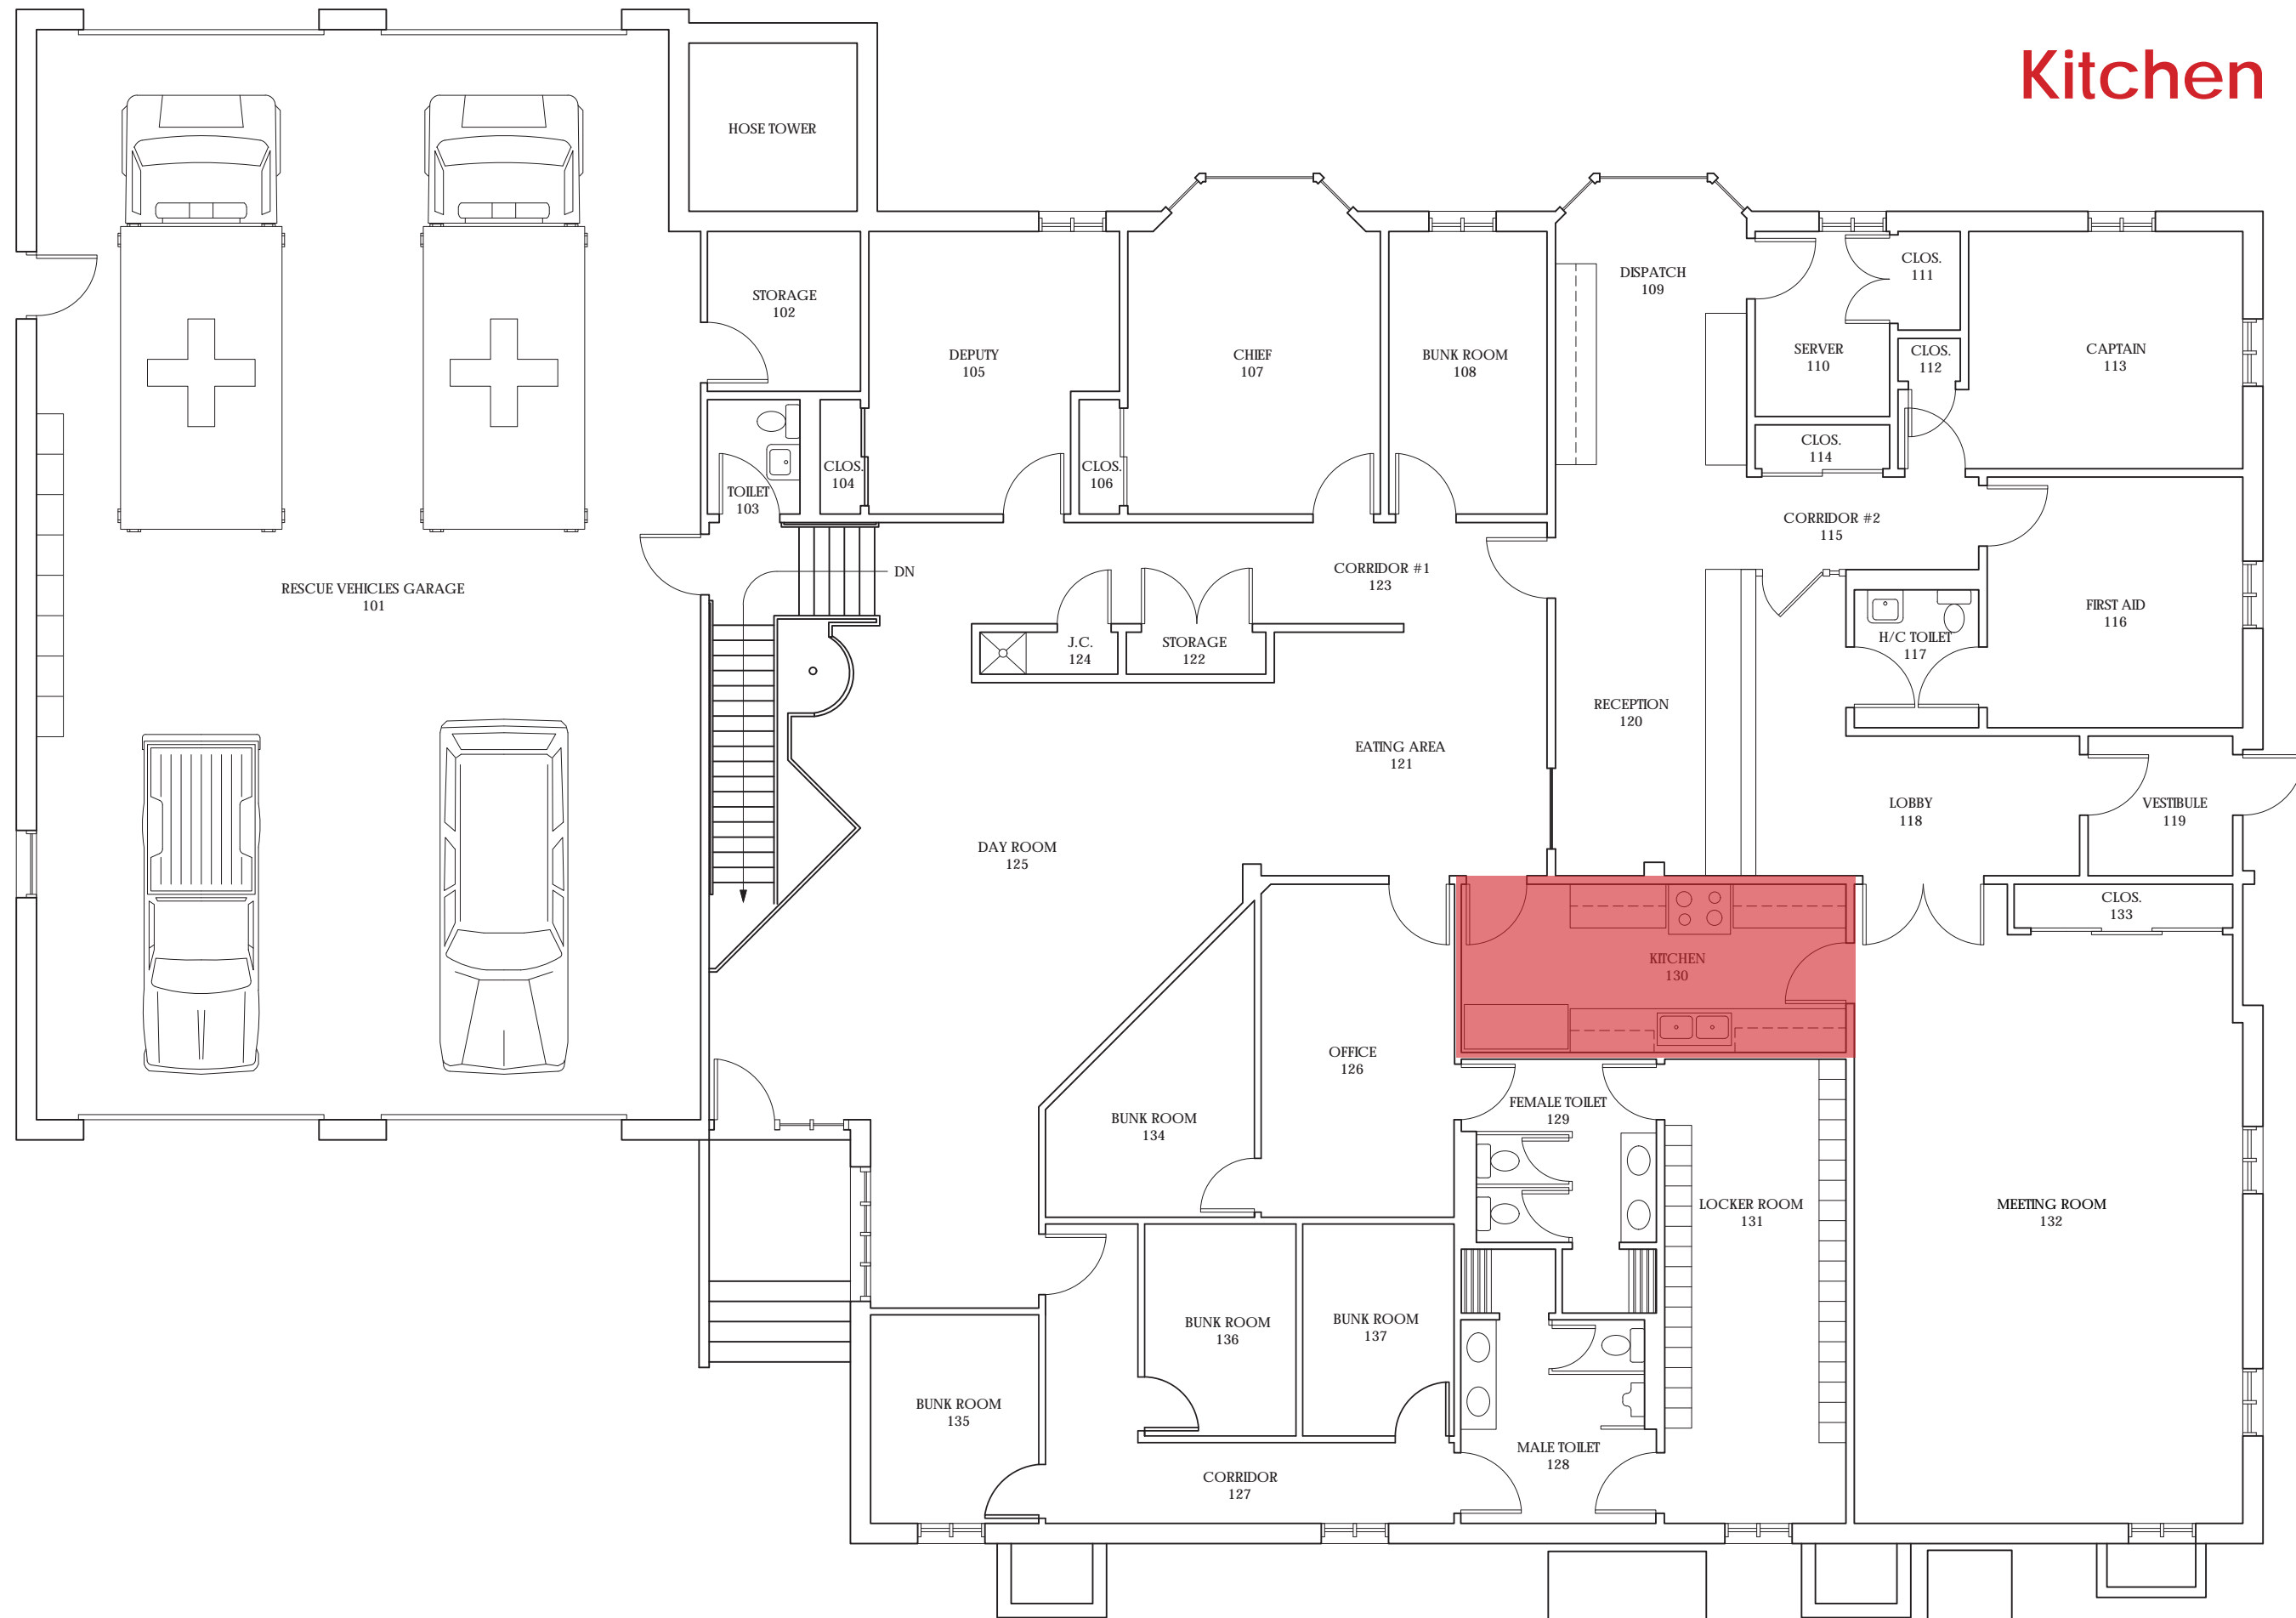 Kitchen
HOSE TOWER
STORAGE
102
DEPUTY
105
CHIEF
107
BUNK ROOM
108
DISPATCH
109
SERVER
110
CLOS.
111
CLOS.
112
CAPTAIN
113
CLOS.
114
TOILET
103
CLOS.
104
CLOS.
106
CORRIDOR #2
115
DN
CORRIDOR #1
123
RESCUE VEHICLES GARAGE
101
FIRST AID
116
J.C.
124
STORAGE
122
H/C TOILET
117
RECEPTION
120
EATING AREA
121
LOBBY
118
VESTIBULE
119
DAY ROOM
125
CLOS.
133
KITCHEN
130
OFFICE
126
BUNK ROOM
134
FEMALE TOILET
129
LOCKER ROOM
131
MEETING ROOM
132
BUNK ROOM
136
BUNK ROOM
137
BUNK ROOM
135
MALE TOILET
128
CORRIDOR
127